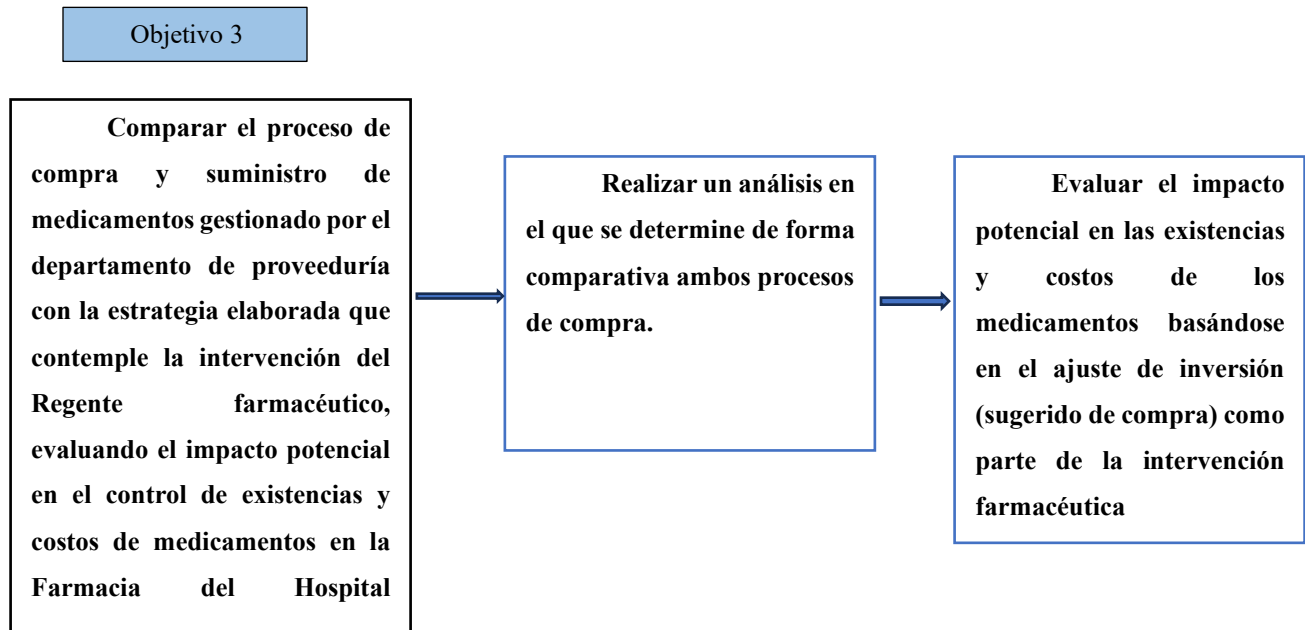 Objetivo 3
Comparar el proceso de
compra y suministro de
medicamentos gestionado por el
departamento de proveeduría
con la estrategia elaborada que
contemple la intervención del
Regente farmacéutico,
evaluando el impacto potencial
en el control de existencias y
costos de medicamentos en la
Farmacia del Hospital
Realizar un análisis en
el que se determine de forma
comparativa ambos procesos
de compra.
Evaluar el impacto
potencial en las existencias
y costos de los
medicamentos basándose
en el ajuste de inversión
(sugerido de compra) como
parte de la intervención
farmacéutica